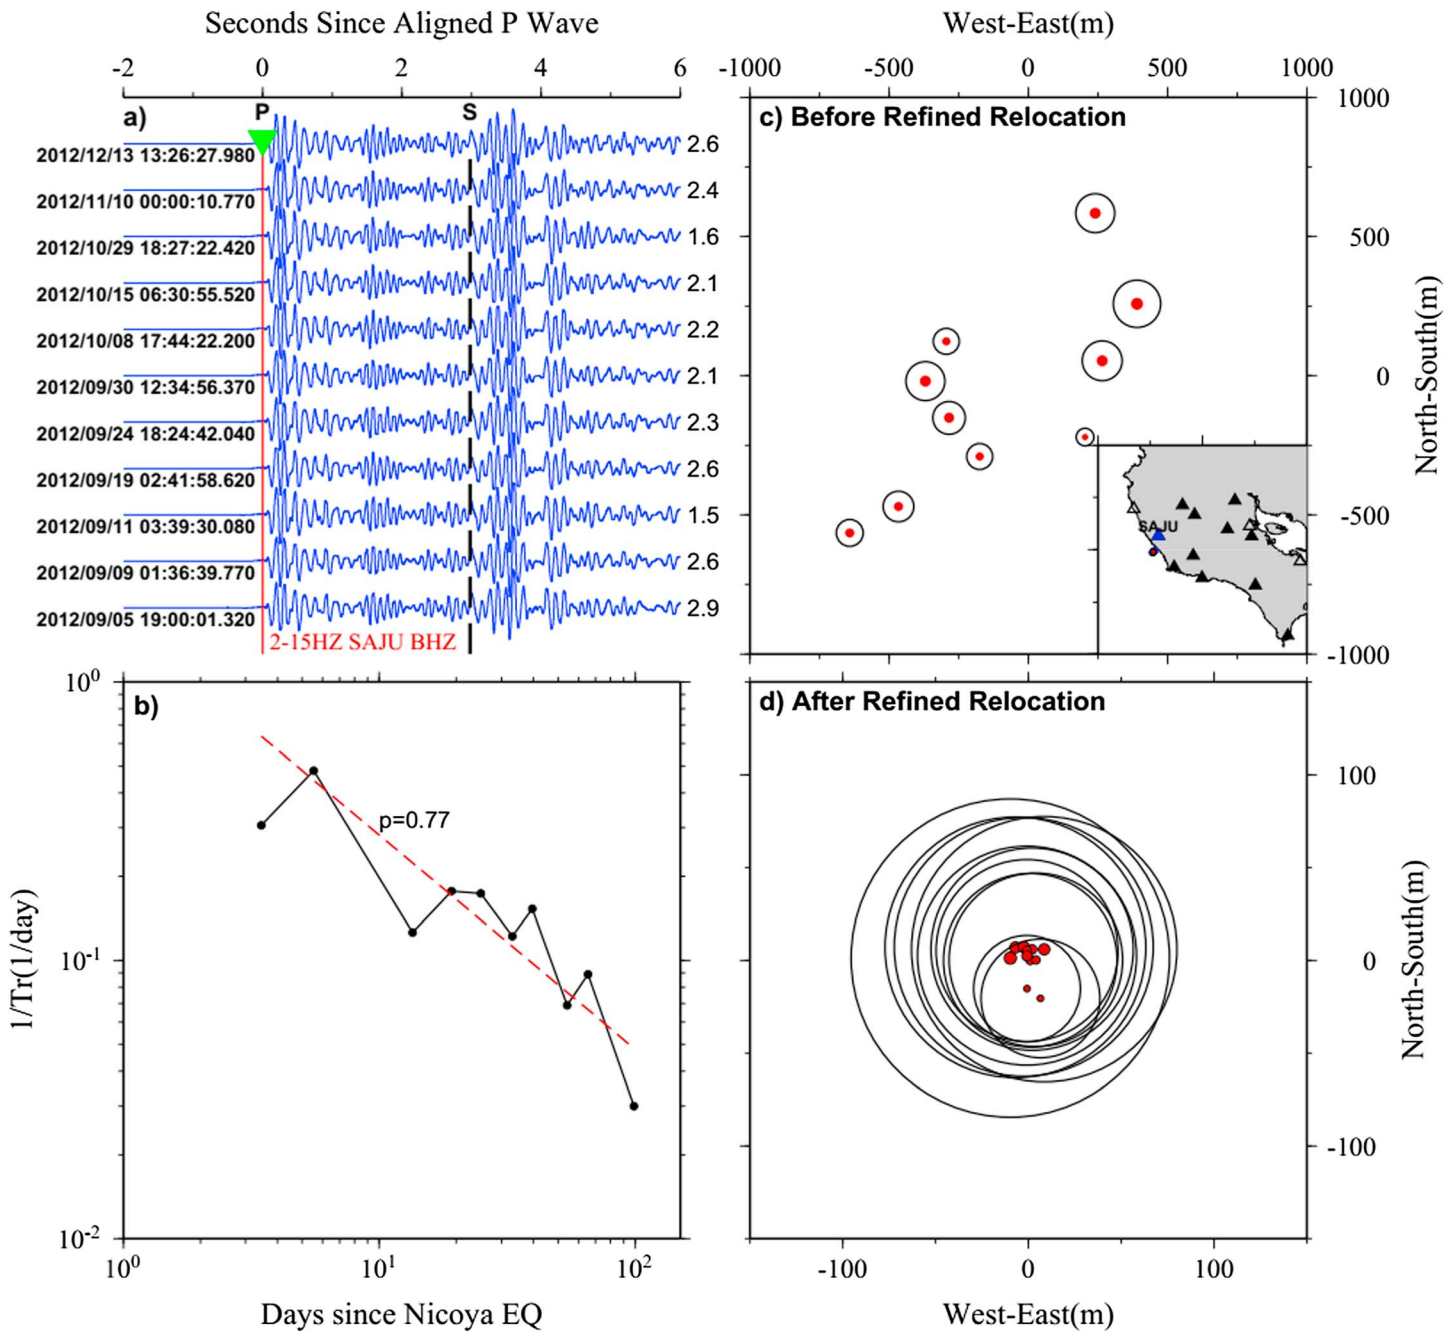 Seconds Since Aligned P Wave
-2 0 2 4 6
a) P S
2012/12/13 13:26:27.980 2.6
2012/11/10 00:00:10.770 2.4
2012/10/29 18:27:22.420 1.6
2012/10/15 06:30:55.520 2.1
2012/10/08 17:44:22.200 2.2
2012/09/30 12:34:56.370 2.1
2012/09/24 18:24:42.040 2.3
2012/09/19 02:41:58.620 2.6
2012/09/11 03:39:30.080 1.5
2012/09/09 01:36:39.770 2.6
2012/09/05 19:00:01.320 2.9
2-15HZ SAJU BHZ
West-East(m)
-1000 -500 0 500 1000
c) Before Refined Relocation
1000
500
0
-500
-1000
North-South(m)
SAJU
b)
10⁰
10⁻¹
10⁻²
1/Tr(1/day)
p=0.77
10⁰ 10¹ 10²
Days since Nicoya EQ
d) After Refined Relocation
100
0
-100
North-South(m)
-100 0 100
West-East(m)